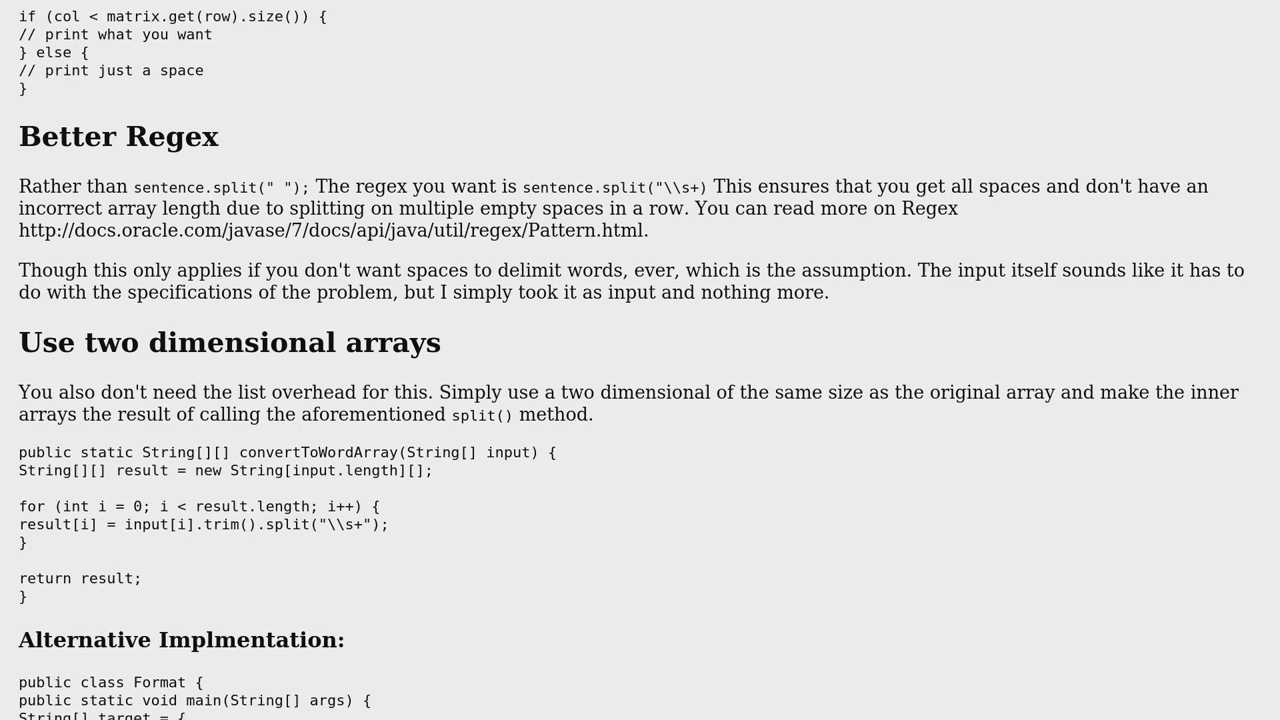 if (col < matrix.get(row).size()) {
// print what you want
} else {
// print just a space
}
Better Regex
Rather than sentence.split(" "); The regex you want is sentence.split("\\s+) This ensures that you get all spaces and don't have an
incorrect array length due to splitting on multiple empty spaces in a row. You can read more on Regex
http://docs.oracle.com/javase/7/docs/api/java/util/regex/Pattern.html.
Though this only applies if you don't want spaces to delimit words, ever, which is the assumption. The input itself sounds like it has to
do with the specifications of the problem, but I simply took it as input and nothing more.
Use two dimensional arrays
You also don't need the list overhead for this. Simply use a two dimensional of the same size as the original array and make the inner
arrays the result of calling the aforementioned split() method.
public static String[][] convertToWordArray(String[] input) {
String[][] result = new String[input.length][];
for (int i = 0; i < result.length; i++) {
result[i] = input[i].trim().split("\\s+");
}
return result;
}
Alternative Implmentation:
public class Format {
public static void main(String[] args) {
String[] target = {